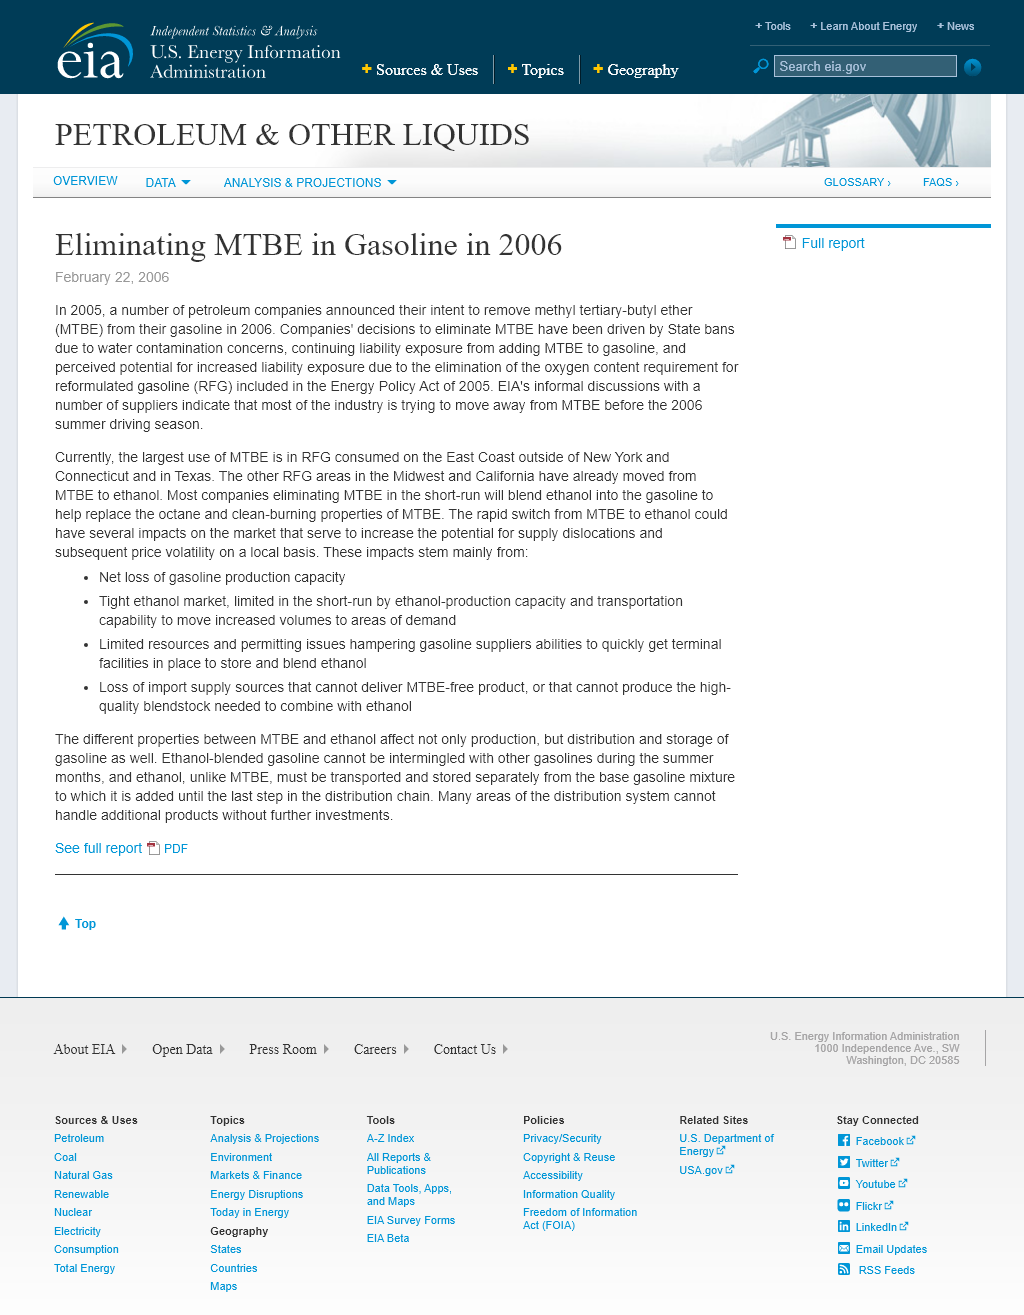 eia
Independent Statistics & Analysis
U.S. Energy Information
Administration
+ Sources & Uses
+ Topics
+ Geography
+ Tools
+ Learn About Energy
+ News
Search eia.gov
PETROLEUM & OTHER LIQUIDS
OVERVIEW
DATA
ANALYSIS & PROJECTIONS
GLOSSARY ›
FAQS ›
Eliminating MTBE in Gasoline in 2006
February 22, 2006
In 2005, a number of petroleum companies announced their intent to remove methyl tertiary-butyl ether
(MTBE) from their gasoline in 2006. Companies' decisions to eliminate MTBE have been driven by State bans
due to water contamination concerns, continuing liability exposure from adding MTBE to gasoline, and
perceived potential for increased liability exposure due to the elimination of the oxygen content requirement for
reformulated gasoline (RFG) included in the Energy Policy Act of 2005. EIA's informal discussions with a
number of suppliers indicate that most of the industry is trying to move away from MTBE before the 2006
summer driving season.
Currently, the largest use of MTBE is in RFG consumed on the East Coast outside of New York and
Connecticut and in Texas. The other RFG areas in the Midwest and California have already moved from
MTBE to ethanol. Most companies eliminating MTBE in the short-run will blend ethanol into the gasoline to
help replace the octane and clean-burning properties of MTBE. The rapid switch from MTBE to ethanol could
have several impacts on the market that serve to increase the potential for supply dislocations and
subsequent price volatility on a local basis. These impacts stem mainly from:
• Net loss of gasoline production capacity
• Tight ethanol market, limited in the short-run by ethanol-production capacity and transportation
capability to move increased volumes to areas of demand
• Limited resources and permitting issues hampering gasoline suppliers abilities to quickly get terminal
facilities in place to store and blend ethanol
• Loss of import supply sources that cannot deliver MTBE-free product, or that cannot produce the high-
quality blendstock needed to combine with ethanol
The different properties between MTBE and ethanol affect not only production, but distribution and storage of
gasoline as well. Ethanol-blended gasoline cannot be intermingled with other gasolines during the summer
months, and ethanol, unlike MTBE, must be transported and stored separately from the base gasoline mixture
to which it is added until the last step in the distribution chain. Many areas of the distribution system cannot
handle additional products without further investments.
See full report PDF
Full report
Top
About EIA
Open Data
Press Room
Careers
Contact Us
U.S. Energy Information Administration
1000 Independence Ave., SW
Washington, DC 20585
Sources & Uses
Petroleum
Coal
Natural Gas
Renewable
Nuclear
Electricity
Consumption
Total Energy
Topics
Analysis & Projections
Environment
Markets & Finance
Energy Disruptions
Today in Energy
Geography
States
Countries
Maps
Tools
A-Z Index
All Reports &
Publications
Data Tools, Apps,
and Maps
EIA Survey Forms
EIA Beta
Policies
Privacy/Security
Copyright & Reuse
Accessibility
Information Quality
Freedom of Information
Act (FOIA)
Related Sites
U.S. Department of
Energy
USA.gov
Stay Connected
Facebook
Twitter
Youtube
Flickr
LinkedIn
Email Updates
RSS Feeds